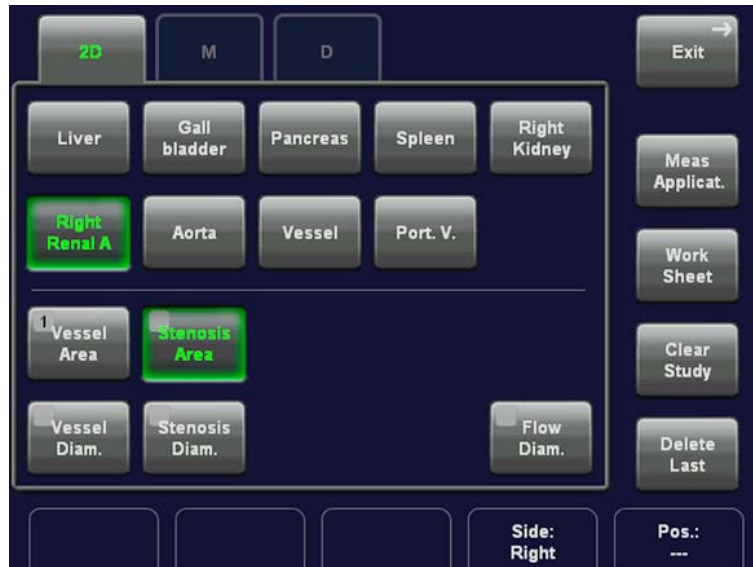 2D
M
D
Exit
Liver
Gall
bladder
Pancreas
Spleen
Right
Kidney
Meas
Applicat.
Right
Renal A
Aorta
Vessel
Port. V.
Work
Sheet
1
Vessel
Area
Stenosis
Area
Clear
Study
Vessel
Diam.
Stenosis
Diam.
Flow
Diam.
Delete
Last
Side:
Right
Pos.:
---